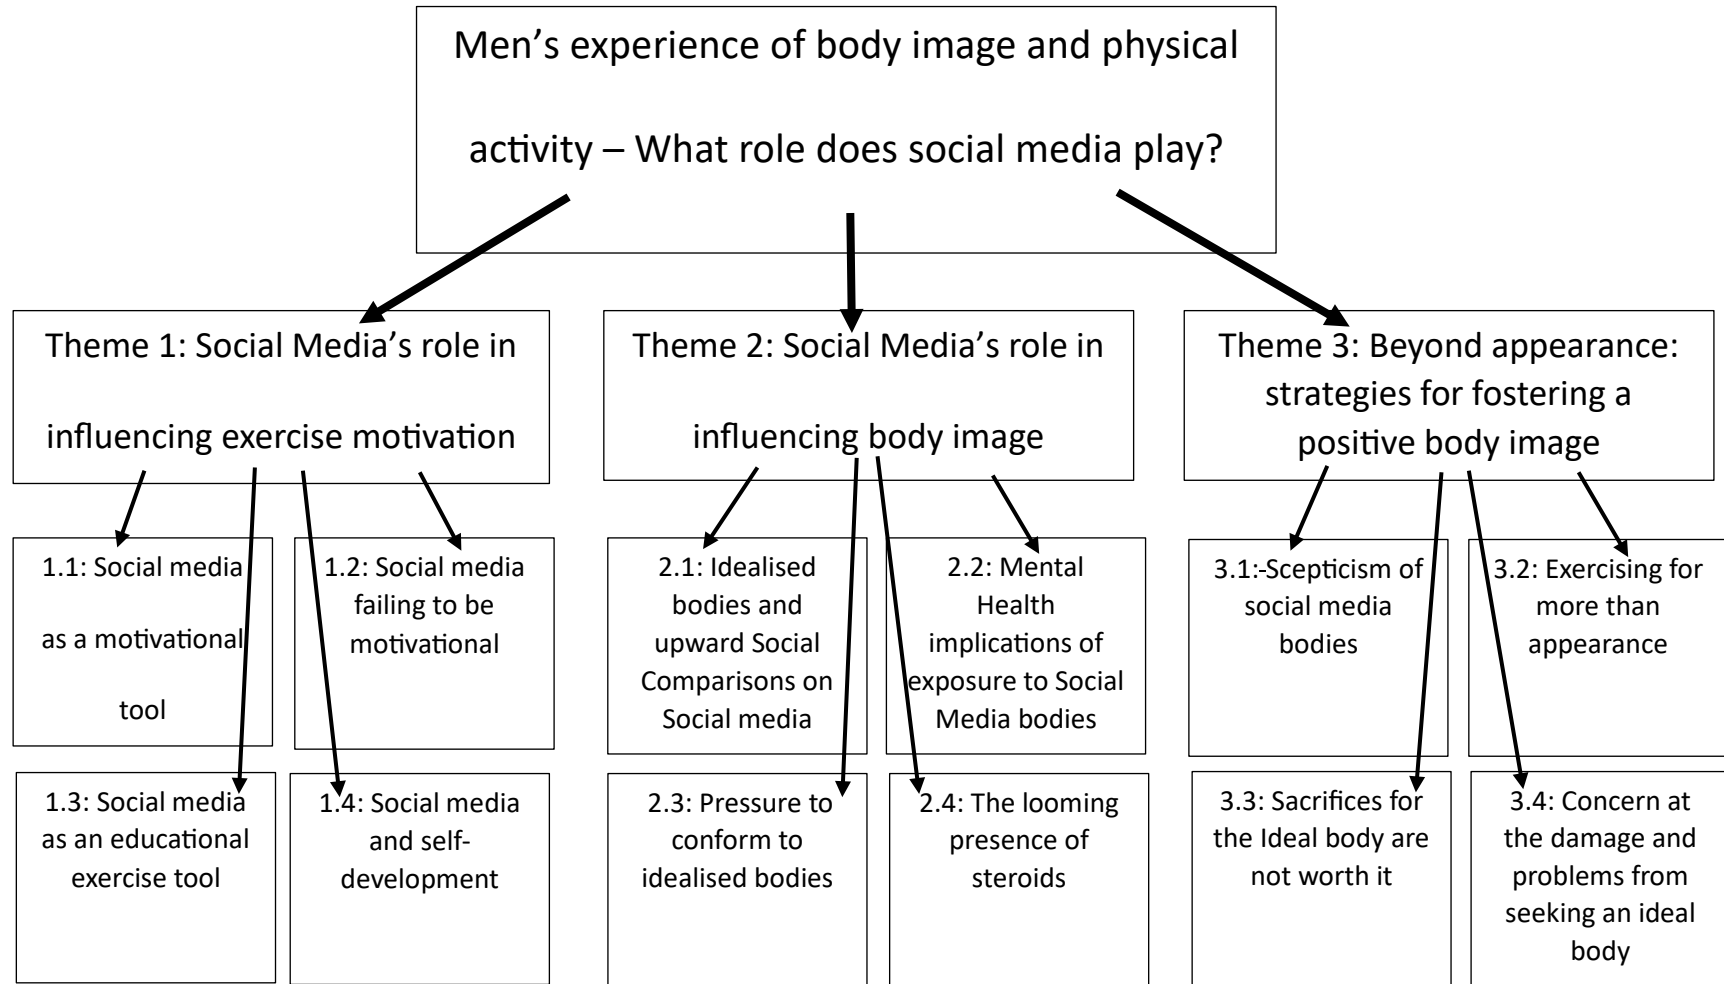 Men’s experience of body image and physical
activity – What role does social media play?
Theme 1: Social Media’s role in
influencing exercise motivation
Theme 2: Social Media’s role in
influencing body image
Theme 3: Beyond appearance:
strategies for fostering a
positive body image
1.1: Social media
as a motivational
tool
1.2: Social media
failing to be
motivational
2.1: Idealised
bodies and
upward Social
Comparisons on
Social media
2.2: Mental
Health
implications of
exposure to Social
Media bodies
3.1:-Scepticism of
social media
bodies
3.2: Exercising for
more than
appearance
1.3: Social media
as an educational
exercise tool
1.4: Social media
and self-
development
2.3: Pressure to
conform to
idealised bodies
2.4: The looming
presence of
steroids
3.3: Sacrifices for
the Ideal body are
not worth it
3.4: Concern at
the damage and
problems from
seeking an ideal
body